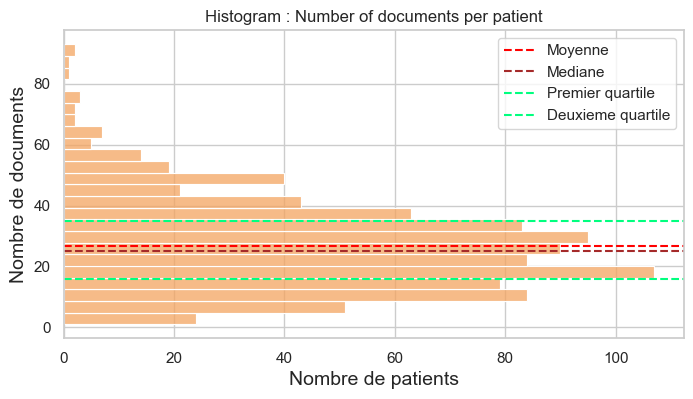 Histogram : Number of documents per patient
Moyenne
Mediane
Premier quartile
Deuxieme quartile
Nombre de documents
80
60
40
20
0
0 20 40 60 80 100
Nombre de patients